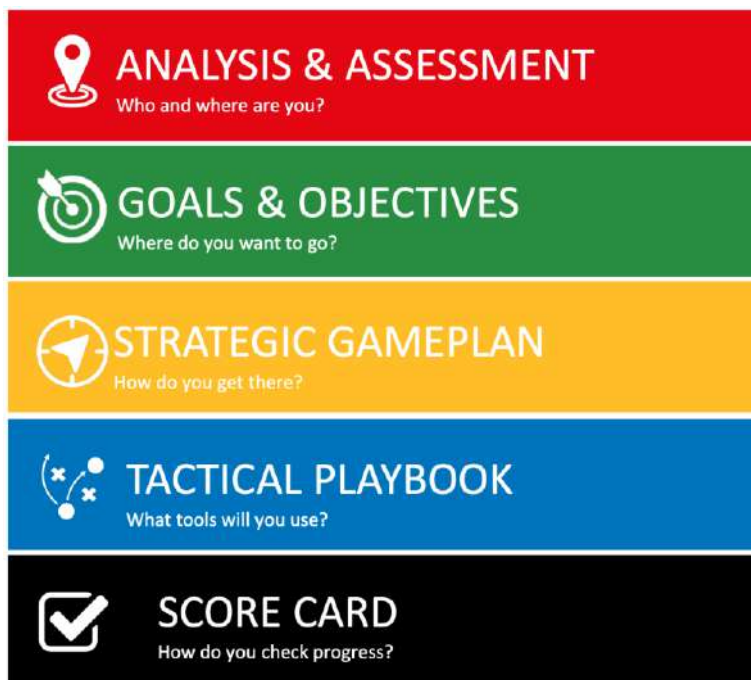 ANALYSIS & ASSESSMENT
Who and where are you?
GOALS & OBJECTIVES
Where do you want to go?
STRATEGIC GAMEPLAN
How do you get there?
TACTICAL PLAYBOOK
What tools will you use?
SCORE CARD
How do you check progress?